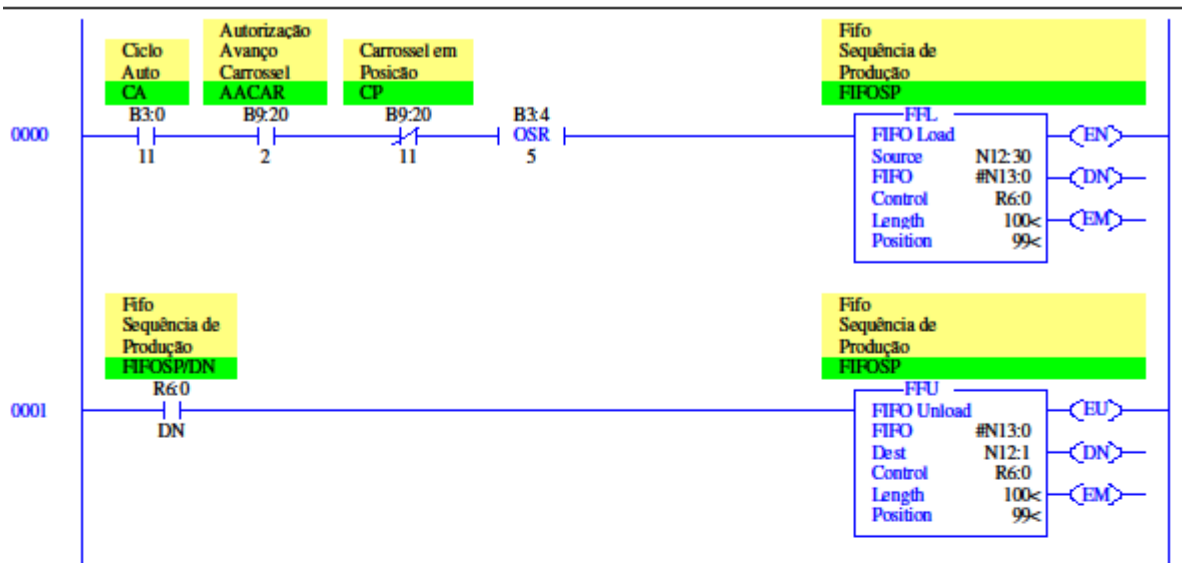 Ciclo
Auto
CA
B3:0
11
Autorização
Avanço
Carrossel
AACAR
B9:20
2
Carrossel em
Posicão
CP
B9:20
11
B3:4
OSR
5
Fifo
Sequência de
Produção
FIFOSP
0000
FFL
FIFO Load
Source N12:30
FIFO #N13:0
Control R6:0
Length 100<
Position 99<
EN
DN
EM
Fifo
Sequência de
Produção
FIFOSP/DN
R6:0
DN
Fifo
Sequência de
Produção
FIFOSP
0001
FFU
FIFO Unload
FIFO #N13:0
Dest N12:1
Control R6:0
Length 100<
Position 99<
EU
DN
EM